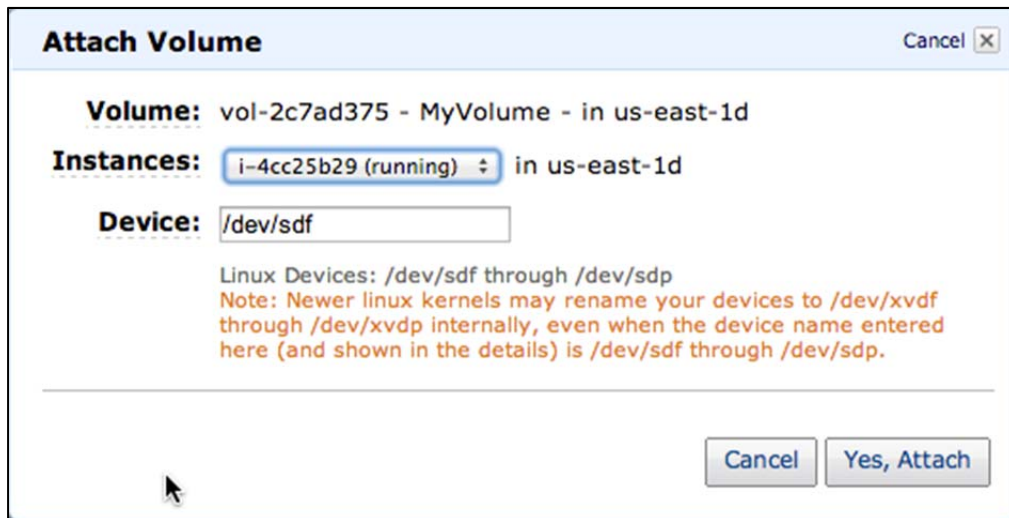 Attach Volume
Cancel
Volume: vol-2c7ad375 - MyVolume - in us-east-1d
Instances: i-4cc25b29 (running) in us-east-1d
Device: /dev/sdf
Linux Devices: /dev/sdf through /dev/sdp
Note: Newer linux kernels may rename your devices to /dev/xvdf
through /dev/xvdp internally, even when the device name entered
here (and shown in the details) is /dev/sdf through /dev/sdp.
Cancel Yes, Attach